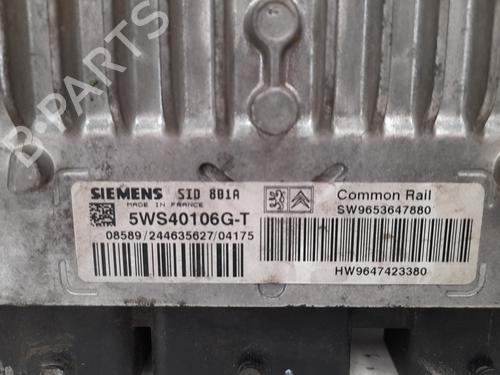 B-PARTS
SIEMENS SID 801A
MADE IN FRANCE
5WS40106G-T
08589/244635627/04175
Common Rail
SW9653647880
HW9647423380